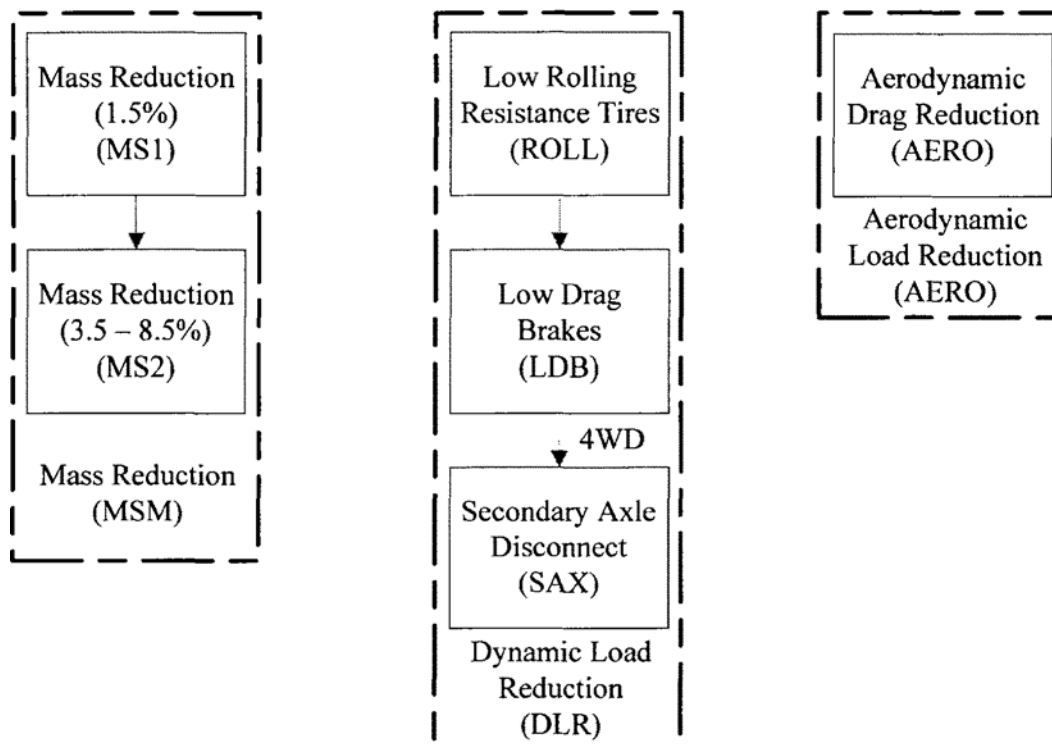 Mass Reduction
(1.5%)
(MS1)
Mass Reduction
(3.5 – 8.5%)
(MS2)
Mass Reduction
(MSM)
Low Rolling
Resistance Tires
(ROLL)
Low Drag
Brakes
(LDB)
4WD
Secondary Axle
Disconnect
(SAX)
Dynamic Load
Reduction
(DLR)
Aerodynamic
Drag Reduction
(AERO)
Aerodynamic
Load Reduction
(AERO)